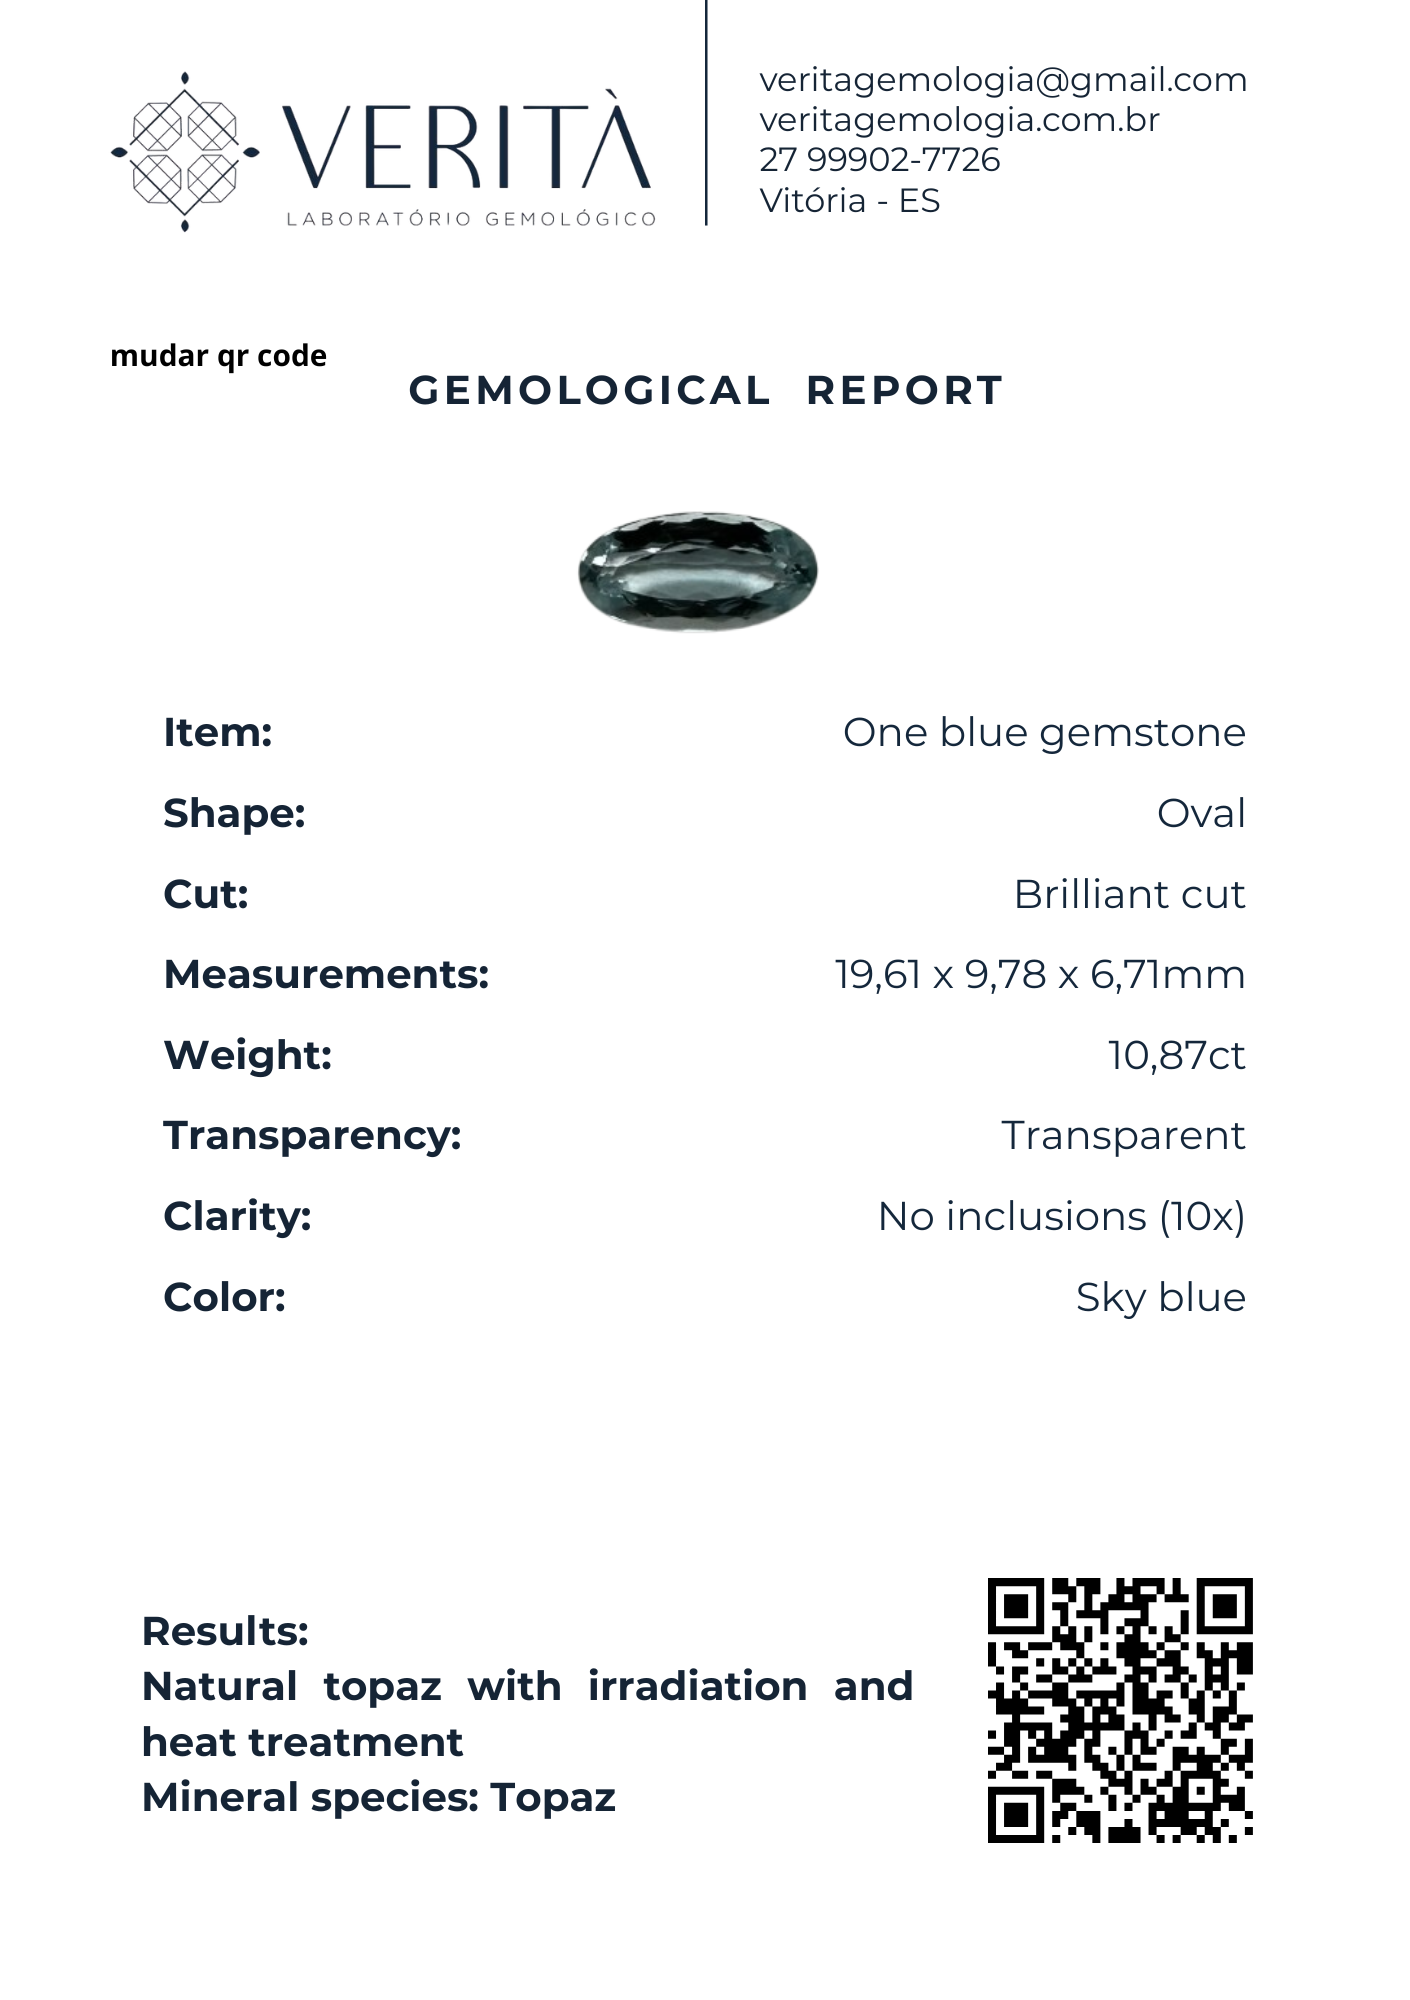 VERITÀ
LABORATÓRIO GEMOLÓGICO
veritagemologia@gmail.com
veritagemologia.com.br
27 99902-7726
Vitória - ES
mudar qr code
GEMOLOGICAL REPORT
Item: One blue gemstone
Shape: Oval
Cut: Brilliant cut
Measurements: 19,61 x 9,78 x 6,71mm
Weight: 10,87ct
Transparency: Transparent
Clarity: No inclusions (10x)
Color: Sky blue
Results:
Natural topaz with irradiation and
heat treatment
Mineral species: Topaz